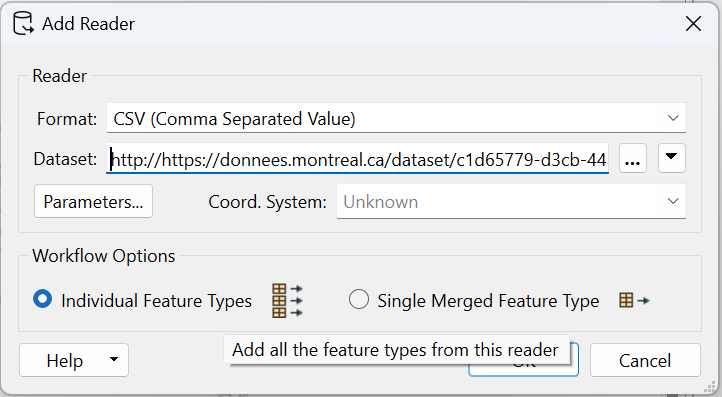 Add Reader
Reader
Format: CSV (Comma Separated Value)
Dataset: http://https://donnees.montreal.ca/dataset/c1d65779-d3cb-44 ...
Parameters... Coord. System: Unknown
Workflow Options
Individual Feature Types Single Merged Feature Type
Add all the feature types from this reader
Help Cancel